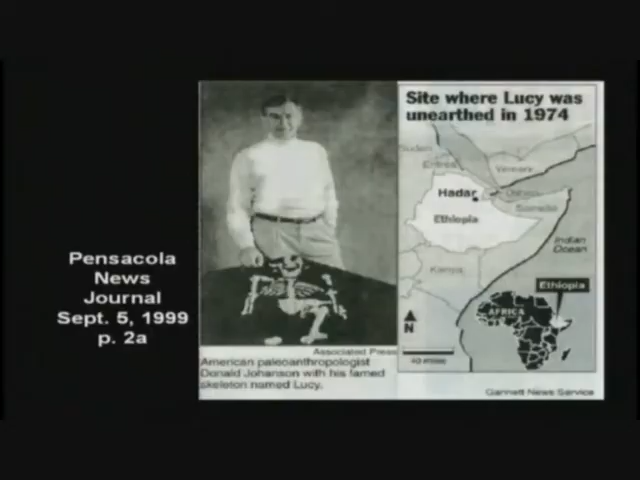 Pensacola
News
Journal
Sept. 5, 1999
p. 2a
Associated Press
American paleoanthropologist
Donald Johanson with his famed
skeleton named Lucy.
Site where Lucy was
unearthed in 1974
Sudan
Eritrea
Yemen
Hadar
Djibouti
Somalia
Ethiopia
Indian
Ocean
Kenya
Ethiopia
AFRICA
N
Gannett News Service